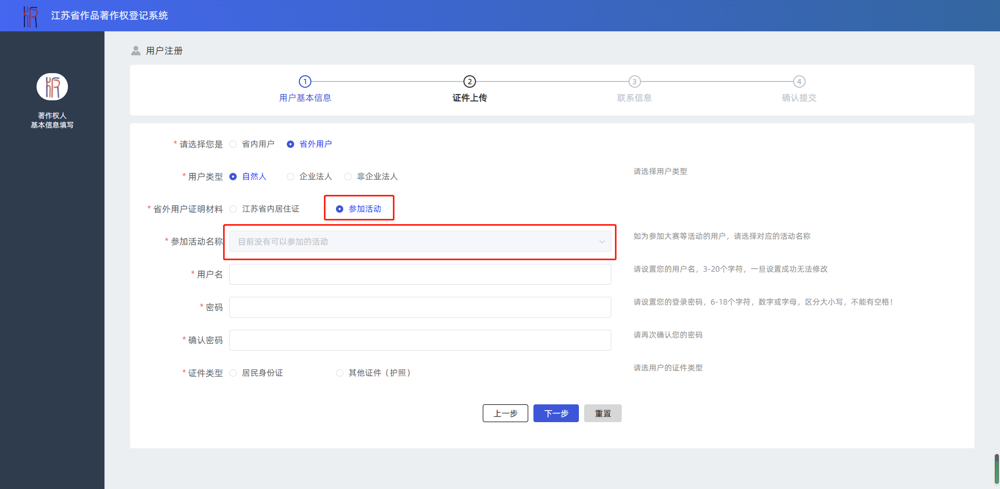 江苏省作品著作权登记系统
著作权人
基本信息填写
用户注册
1 2 3 4
用户基本信息 证件上传 联系信息 确认提交
* 请选择您是 省内用户 省外用户
* 用户类型 自然人 企业法人 非企业法人 请选择用户类型
* 省外用户证明材料 江苏省内居住证 参加活动
* 参加活动名称 目前没有可以参加的活动 如为参加大赛等活动的用户，请选择对应的活动名称
* 用户名 请设置您的用户名，3-20个字符，一旦设置成功无法修改
* 密码 请设置您的登录密码，6-18个字符，数字或字母，区分大小写，不能有空格！
* 确认密码 请再次确认您的密码
* 证件类型 居民身份证 其他证件（护照） 请选用户的证件类型
上一步 下一步 重置